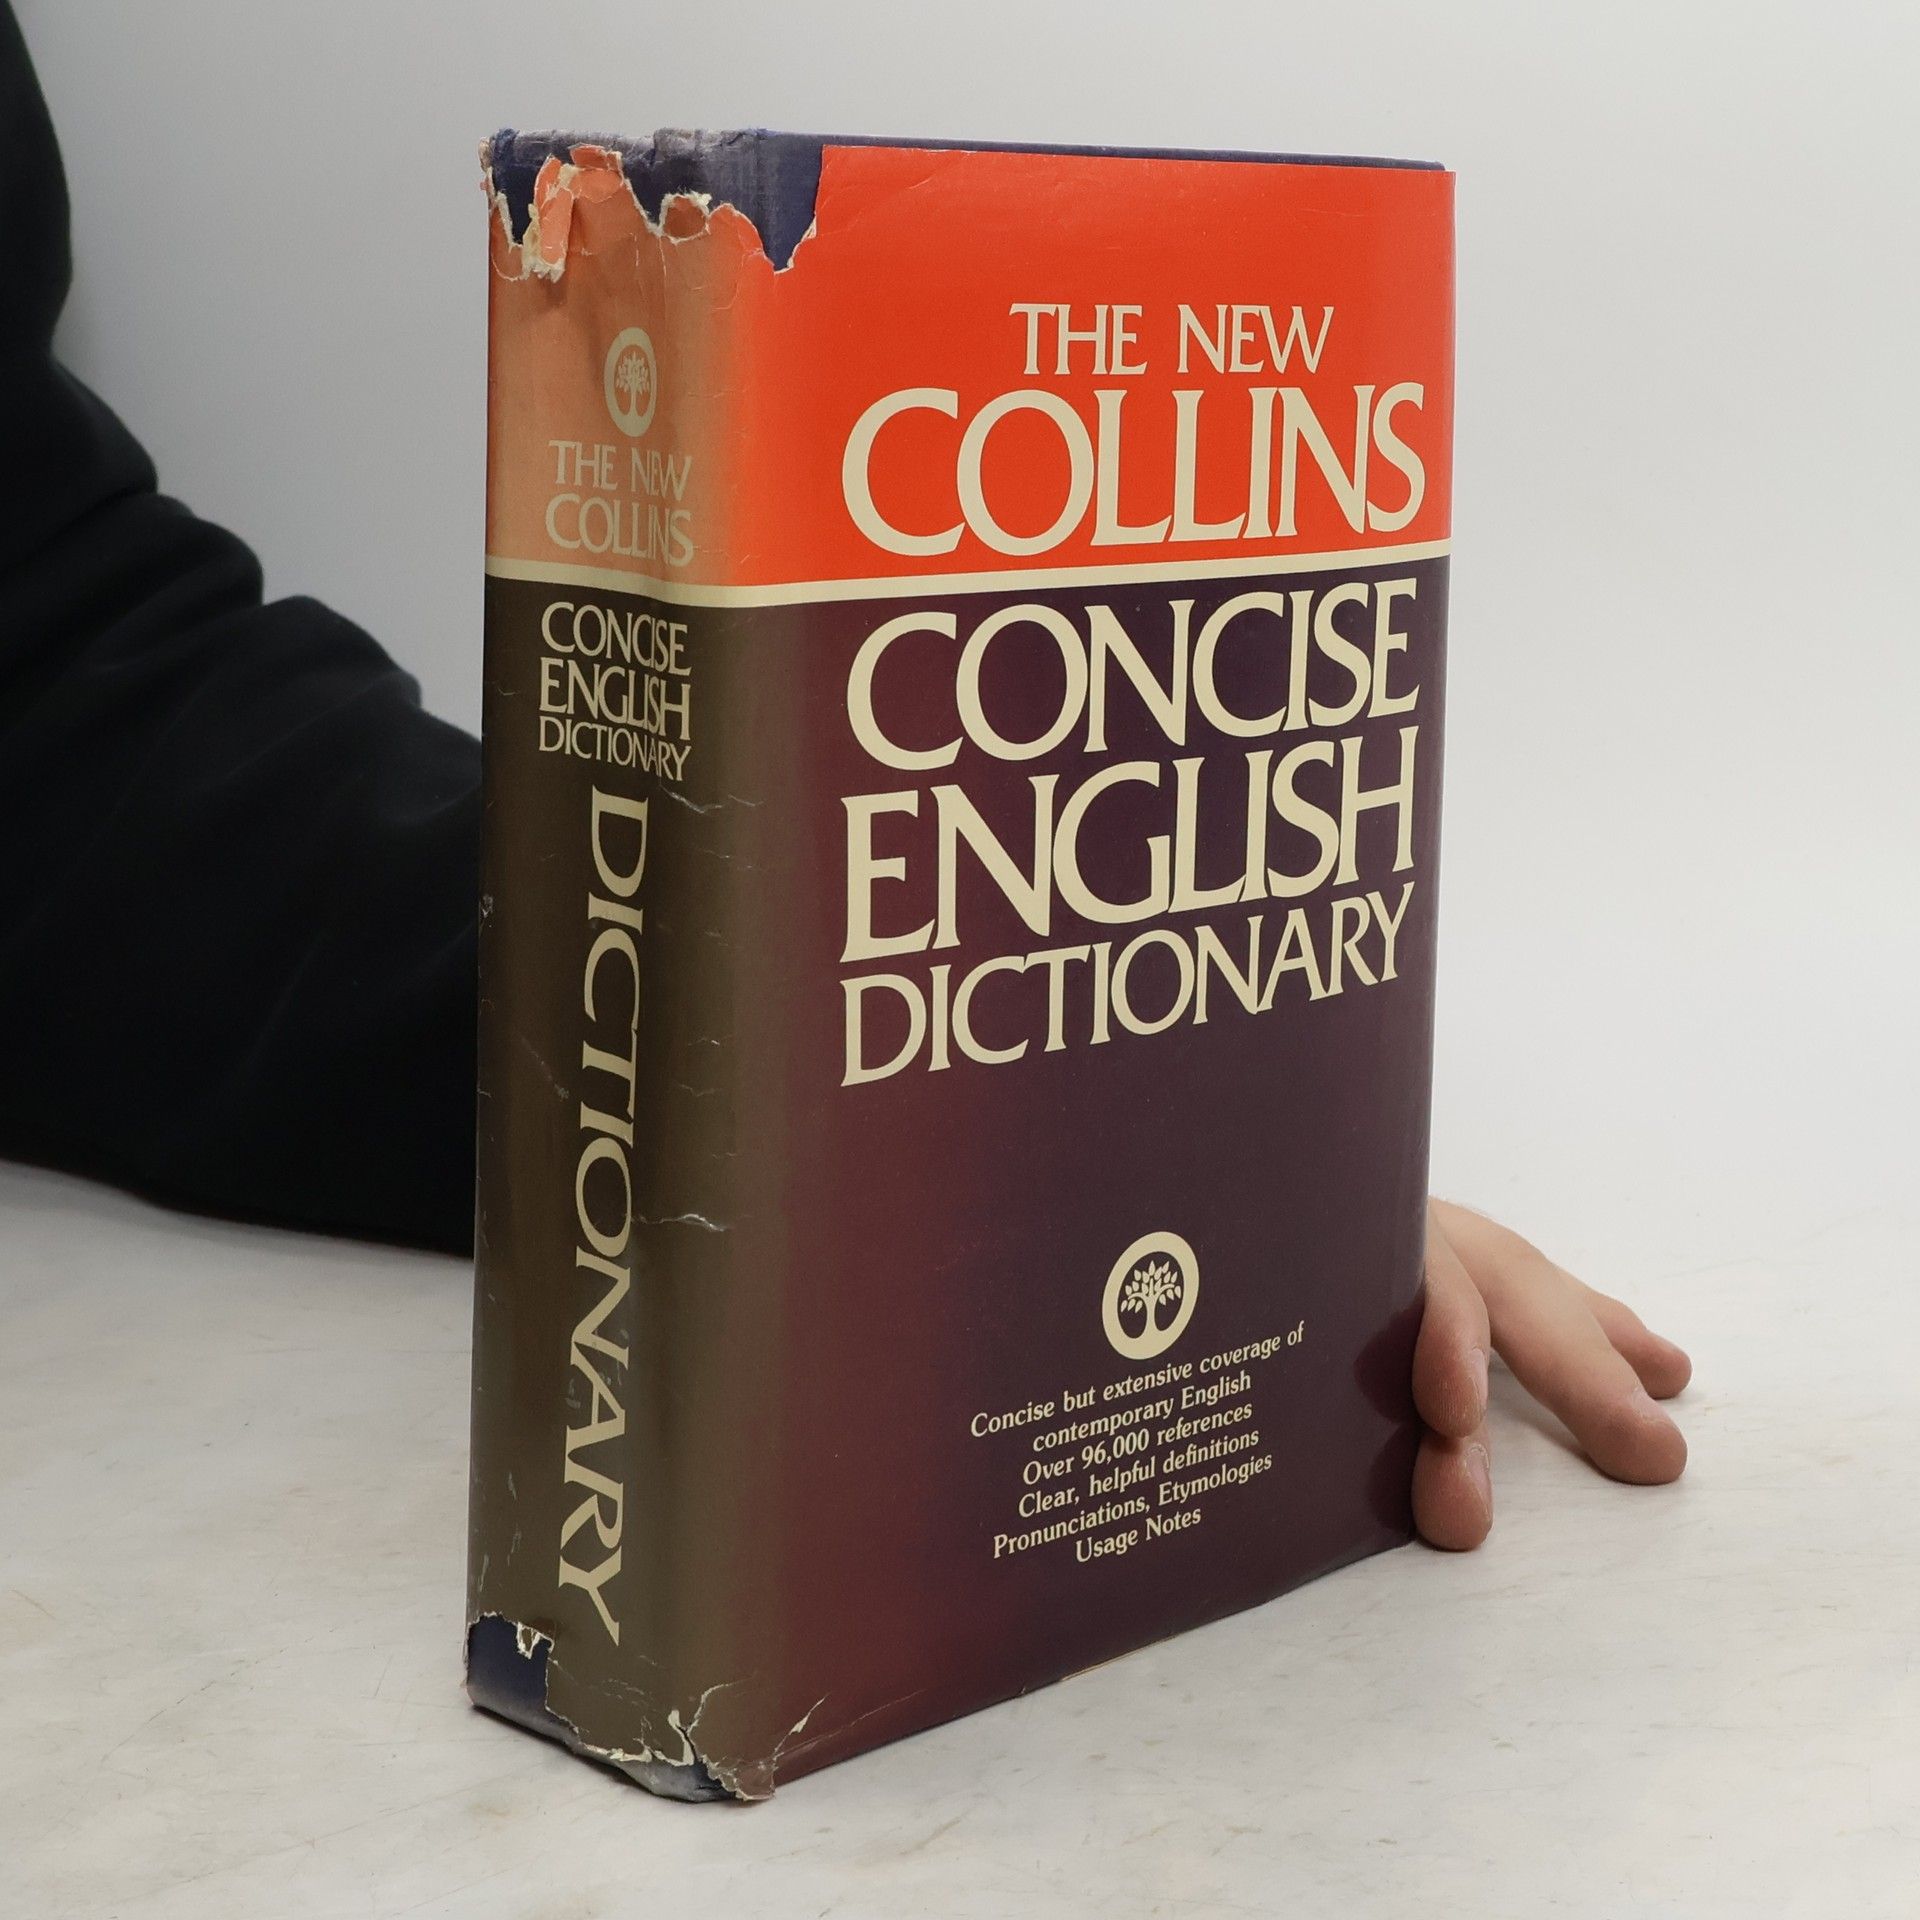 THE NEW
COLLINS
CONCISE
ENGLISH
DICTIONARY
DICTIONARY
THE NEW
COLLINS
CONCISE
ENGLISH
DICTIONARY
Concise but extensive coverage of
contemporary English
Over 96,000 references
Clear, helpful definitions
Pronunciations, Etymologies
Usage Notes